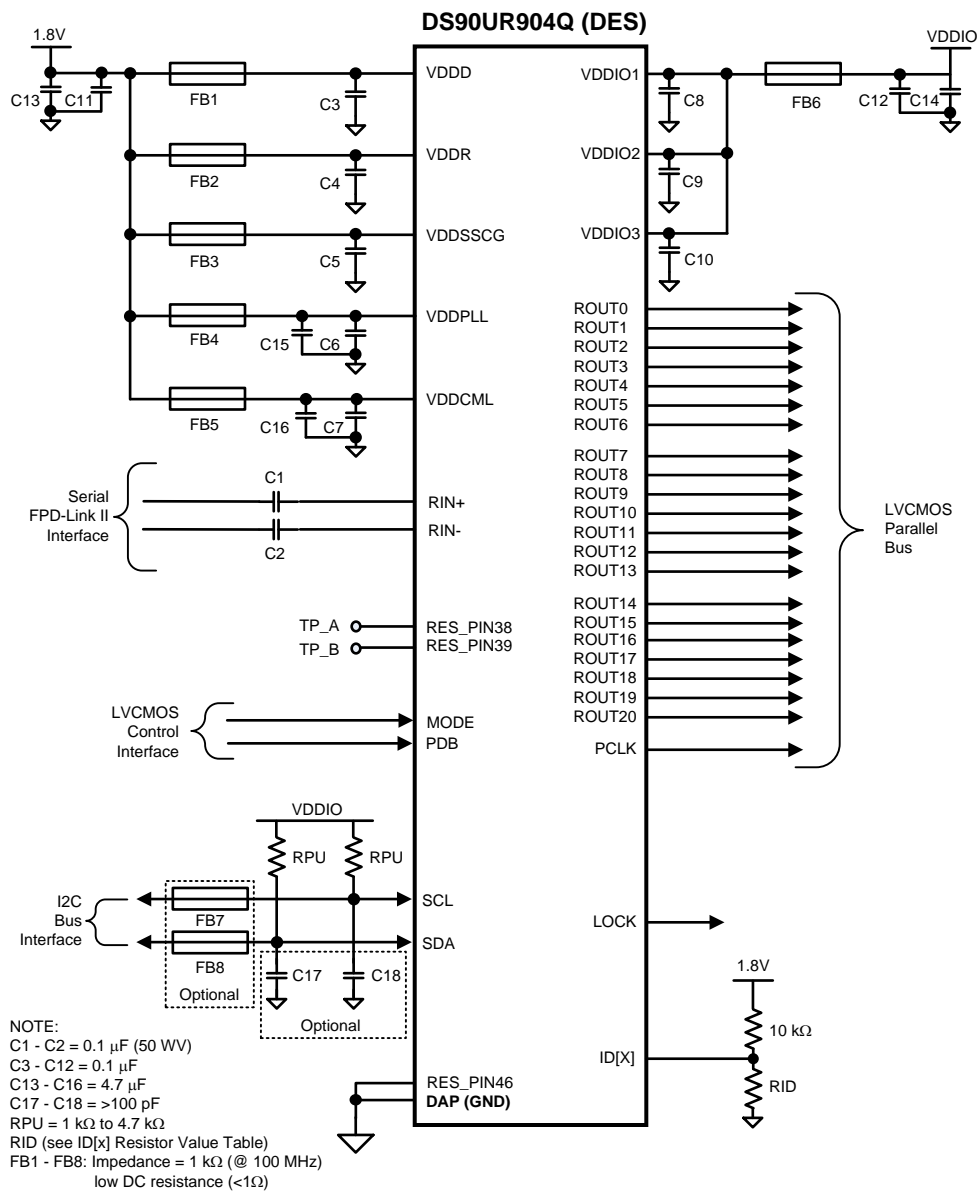 DS90UR904Q (DES)
1.8V
VDDIO
C13
C11
FB1
C3
VDDD
VDDIO1
C8
FB6
C12
C14
FB2
C4
VDDR
VDDIO2
C9
FB3
C5
VDDSSCG
VDDIO3
C10
FB4
C15
C6
VDDPLL
FB5
C16
C7
VDDCML
ROUT0
ROUT1
ROUT2
ROUT3
ROUT4
ROUT5
ROUT6
ROUT7
ROUT8
ROUT9
ROUT10
ROUT11
ROUT12
ROUT13
ROUT14
ROUT15
ROUT16
ROUT17
ROUT18
ROUT19
ROUT20
PCLK
LVCMOS
Parallel
Bus
Serial
FPD-Link II
Interface
C1
C2
RIN+
RIN-
TP_A
TP_B
RES_PIN38
RES_PIN39
LVCMOS
Control
Interface
MODE
PDB
VDDIO
RPU
RPU
I2C
Bus
Interface
FB7
FB8
Optional
SCL
SDA
C17
C18
Optional
LOCK
1.8V
10 kΩ
ID[X]
RID
RES_PIN46
DAP (GND)
NOTE:
C1 - C2 = 0.1 μF (50 WV)
C3 - C12 = 0.1 μF
C13 - C16 = 4.7 μF
C17 - C18 = >100 pF
RPU = 1 kΩ to 4.7 kΩ
RID (see ID[x] Resistor Value Table)
FB1 - FB8: Impedance = 1 kΩ (@ 100 MHz)
low DC resistance (<1Ω)